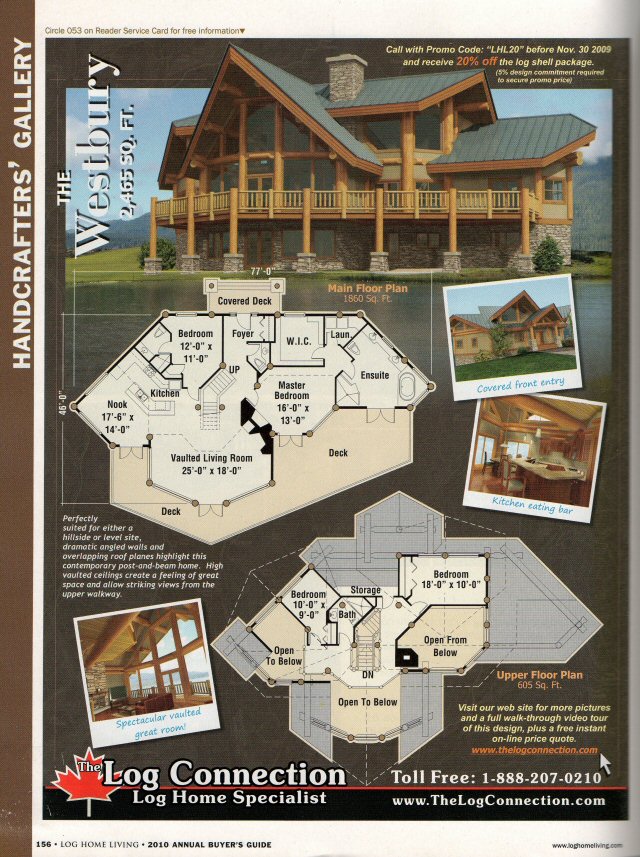 HANDCRAFTERS' GALLERY
Circle 053 on Reader Service Card for free information▼
Call with Promo Code: "LHL20" before Nov. 30 2009
and receive 20% off the log shell package.
(5% design commitment required
to secure promo price)
THE
Westbury
2,465 SQ. FT.
77'-0"
Main Floor Plan
1860 Sq. Ft.
Covered Deck
Bedroom
12'-0" x
11'-0"
Foyer
W.I.C.
Laun.
UP
Ensuite
Kitchen
Master
Bedroom
16'-0" x
13'-0"
Nook
17'-6" x
14'-0"
46'-0"
Vaulted Living Room
25'-0" x 18'-0"
Deck
Deck
Covered front entry
Kitchen eating bar
Perfectly
suited for either a
hillside or level site,
dramatic angled walls and
overlapping roof planes highlight this
contemporary post-and-beam home. High
vaulted ceilings create a feeling of great
space and allow striking views from the
upper walkway.
Storage
Bedroom
18'-0" x 10'-0"
Bedroom
10'-0" x
9'-0"
Bath
Open
To Below
Open From
Below
DN
Open To Below
Upper Floor Plan
605 Sq. Ft.
Spectacular vaulted
great room!
Visit our web site for more pictures
and a full walk-through video tour
of this design, plus a free instant
on-line price quote.
www.thelogconnection.com
The Log Connection
Log Home Specialist
Toll Free: 1-888-207-0210
www.TheLogConnection.com
156 • LOG HOME LIVING • 2010 ANNUAL BUYER'S GUIDE
www.loghomeliving.com